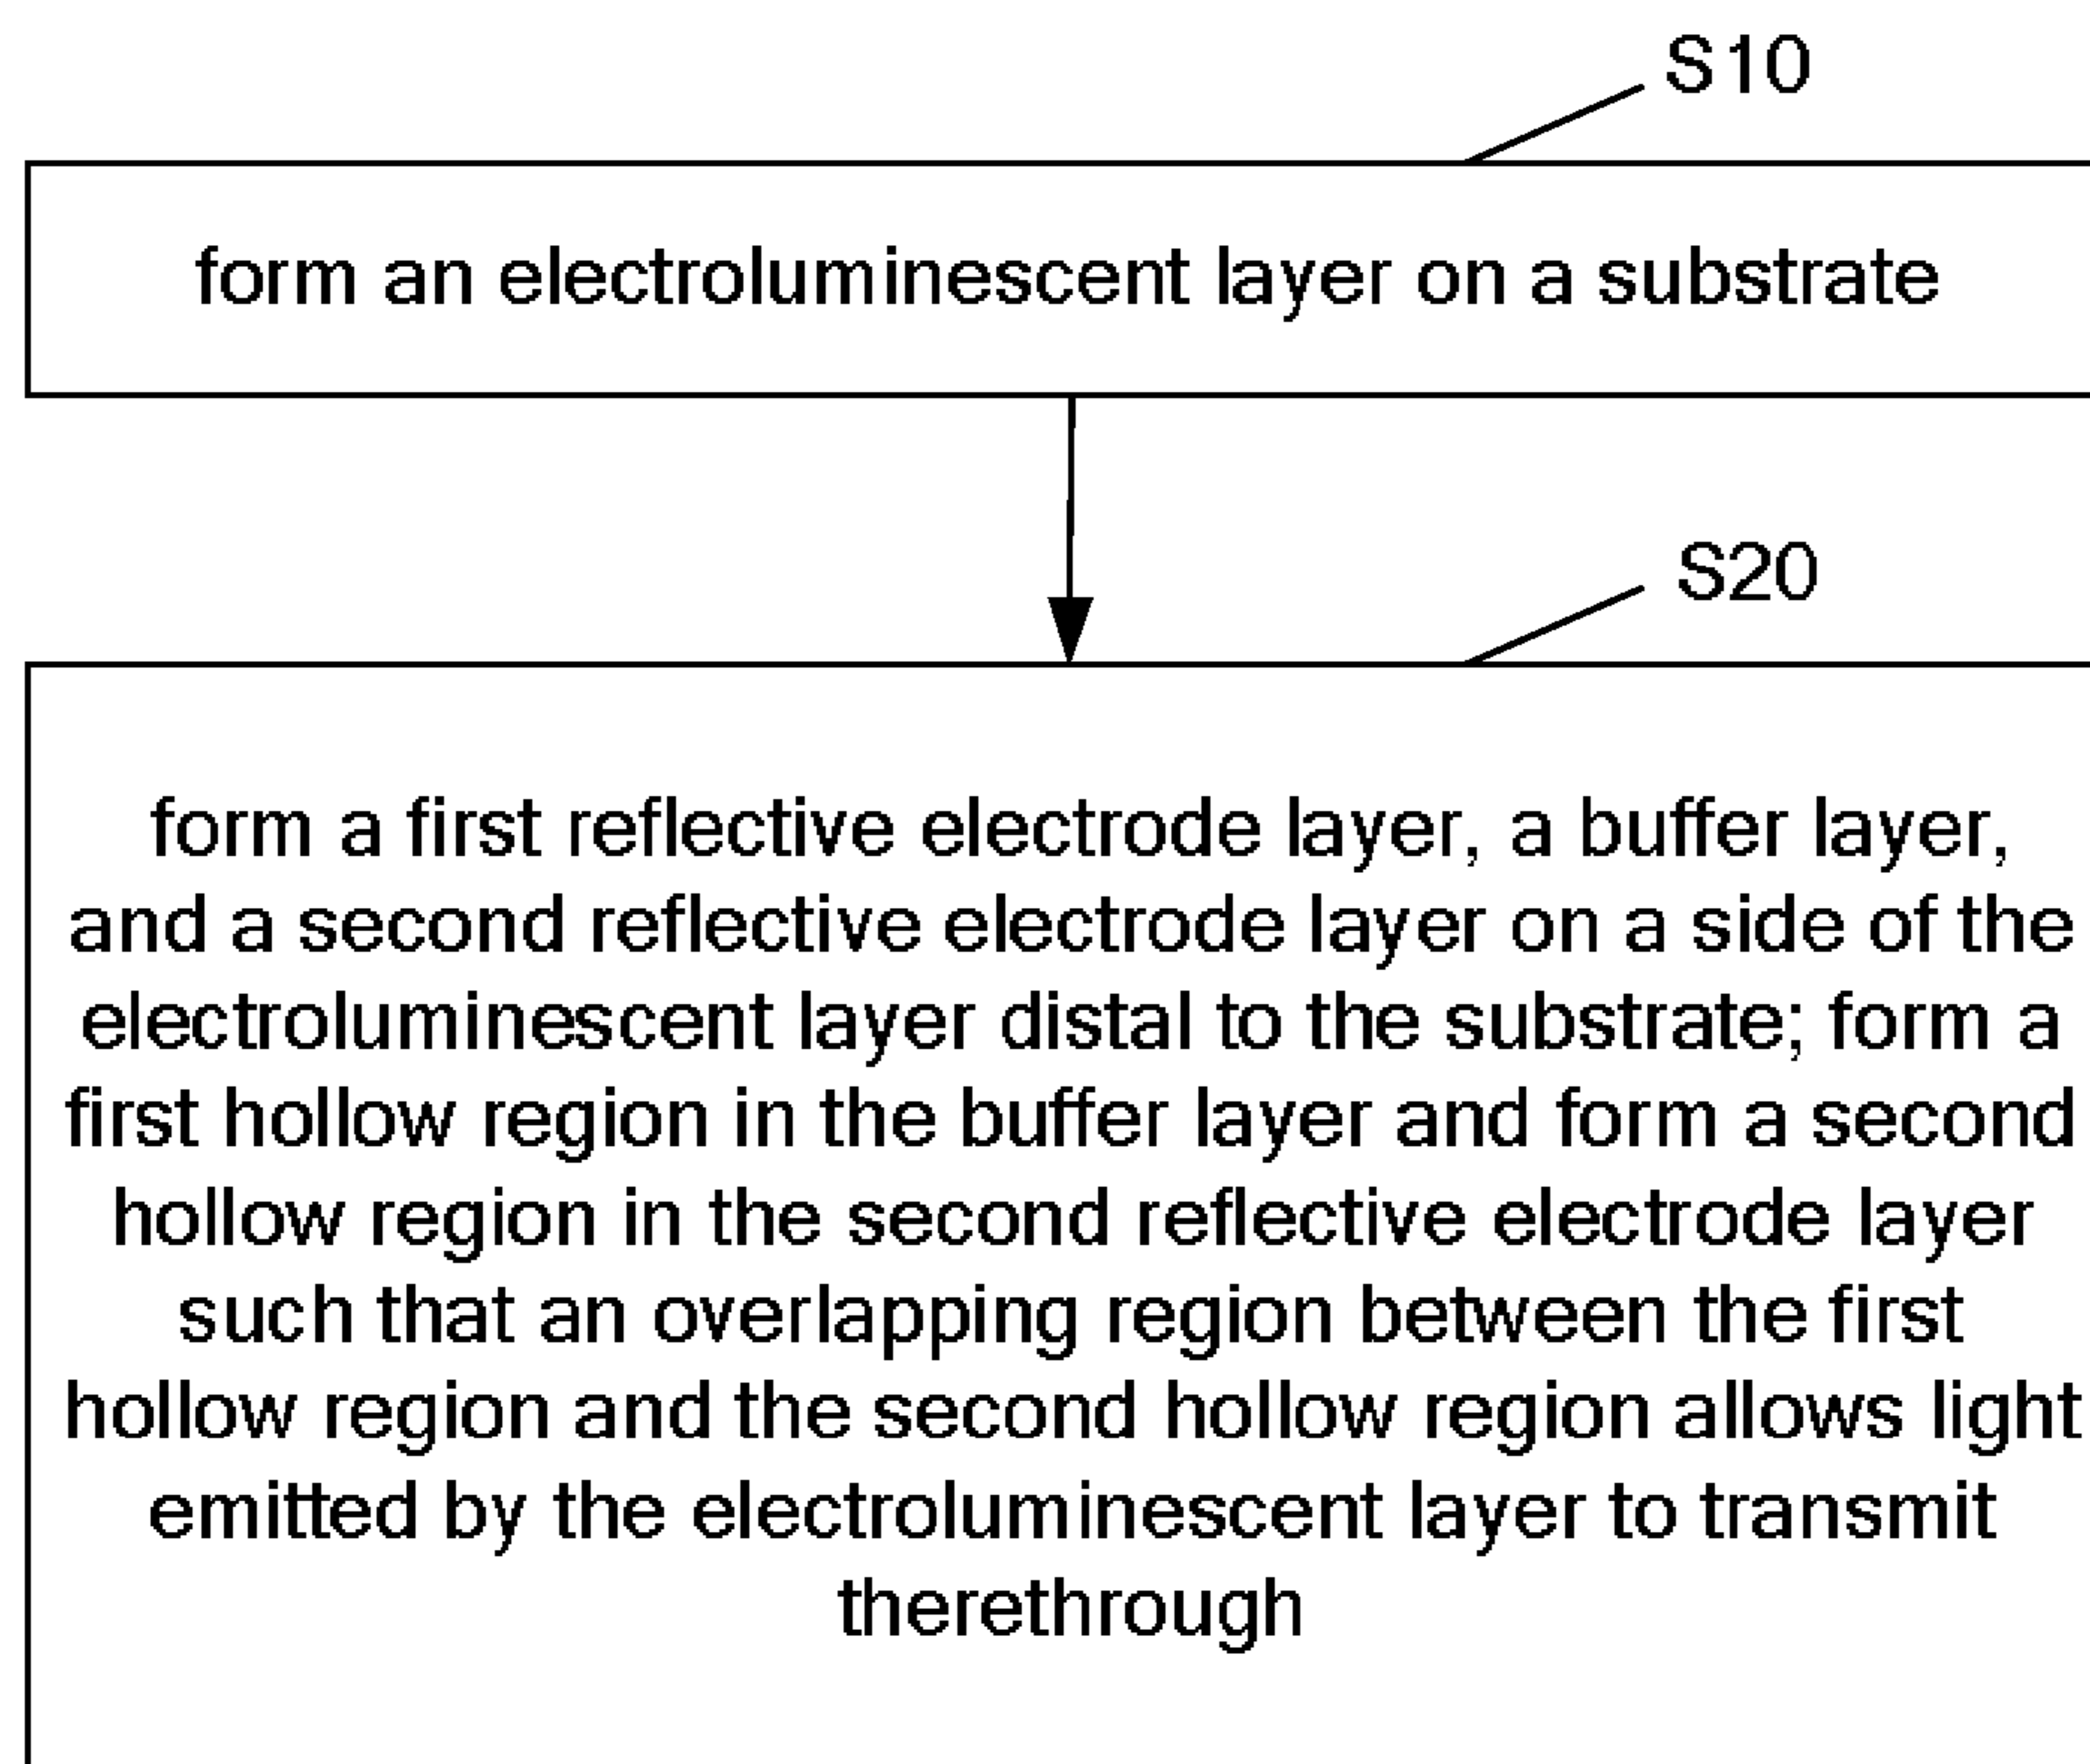 S10
form an electroluminescent layer on a substrate
S20
form a first reflective electrode layer, a buffer layer,
and a second reflective electrode layer on a side of the
electroluminescent layer distal to the substrate; form a
first hollow region in the buffer layer and form a second
hollow region in the second reflective electrode layer
such that an overlapping region between the first
hollow region and the second hollow region allows light
emitted by the electroluminescent layer to transmit
therethrough